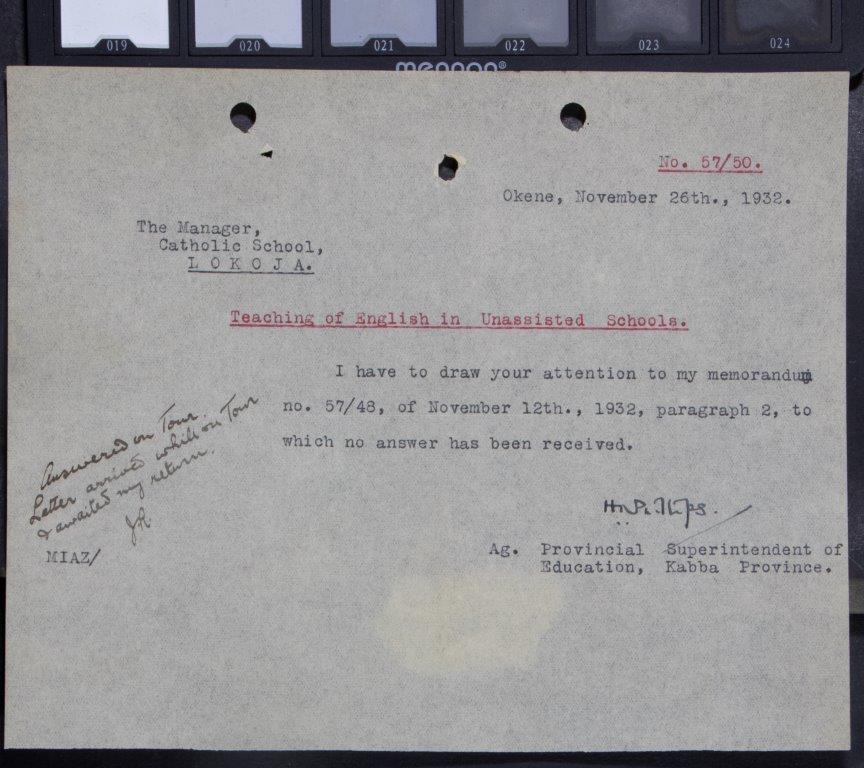 019 020 021 022 023 024
mennon®
No. 57/50.
Okene, November 26th., 1932.
The Manager,
Catholic School,
L O K O J A.
Teaching of English in Unassisted Schools.
I have to draw your attention to my memorandum
no. 57/48, of November 12th., 1932, paragraph 2, to
which no answer has been received.
Answered on Tour.
Letter arrived whilst on Tour
& awaited my return.
MIAZ/
Ag. Provincial Superintendent of
Education, Kabba Province.